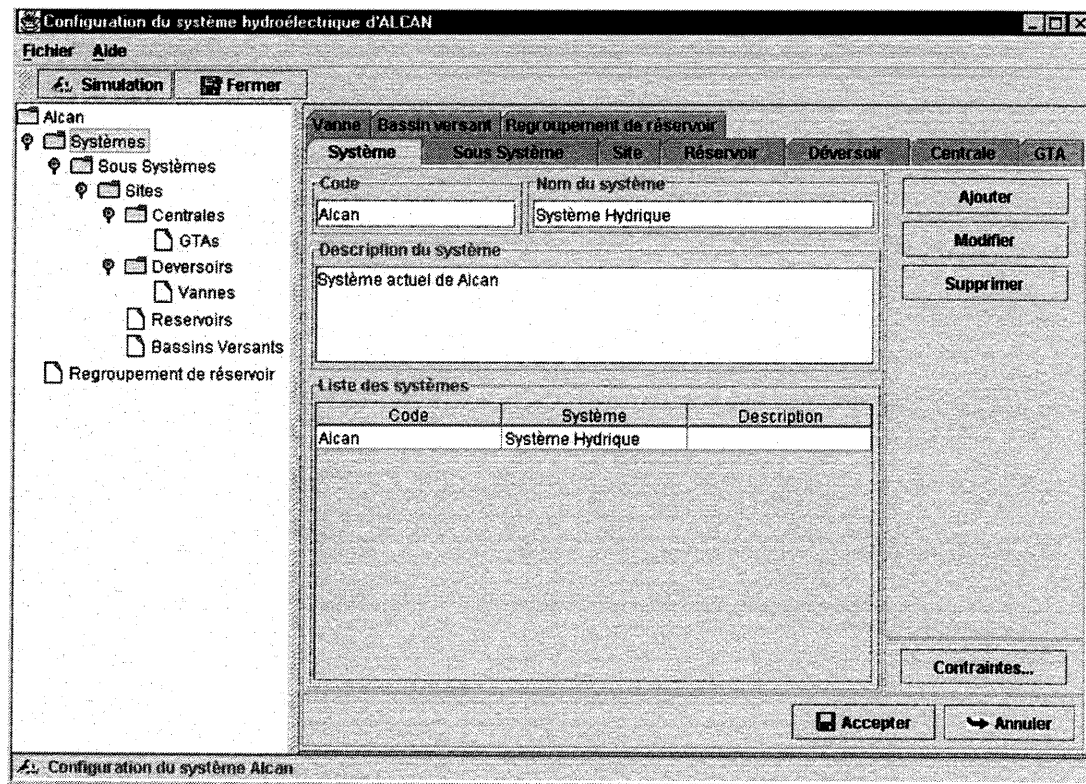 Configuration du système hydroélectrique d'ALCAN
Fichier Aide
Simulation Fermer
Alcan
Systèmes
Sous Systèmes
Sites
Centrales
GTAs
Deversoirs
Vannes
Reservoirs
Bassins Versants
Regroupement de réservoir
Vanne Bassin versant Regroupement de réservoir
Système Sous Système Site Réservoir Déversoir Centrale GTA
Code Nom du système
Alcan Système Hydrique
Description du système
Système actuel de Alcan
Liste des systèmes
Code Système Description
Alcan Système Hydrique
Ajouter
Modifier
Supprimer
Contraintes...
Accepter Annuler
Configuration du système Alcan